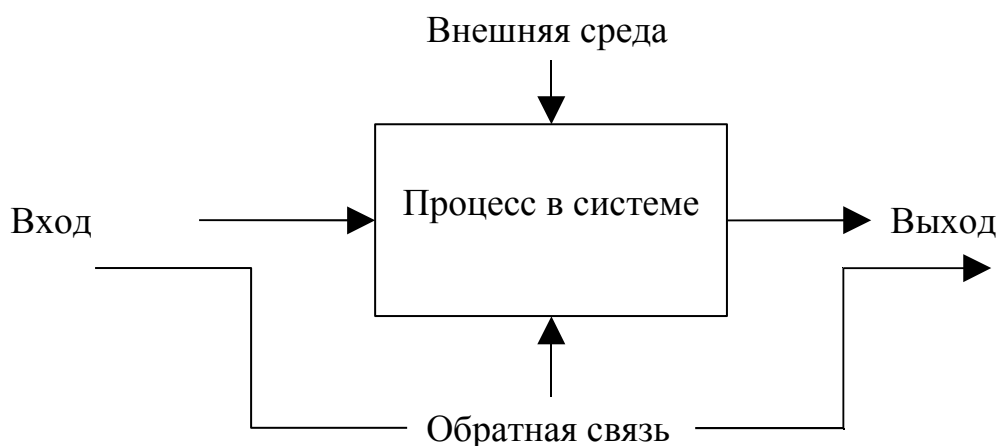 Внешняя среда
Процесс в системе
Вход
Выход
Обратная связь